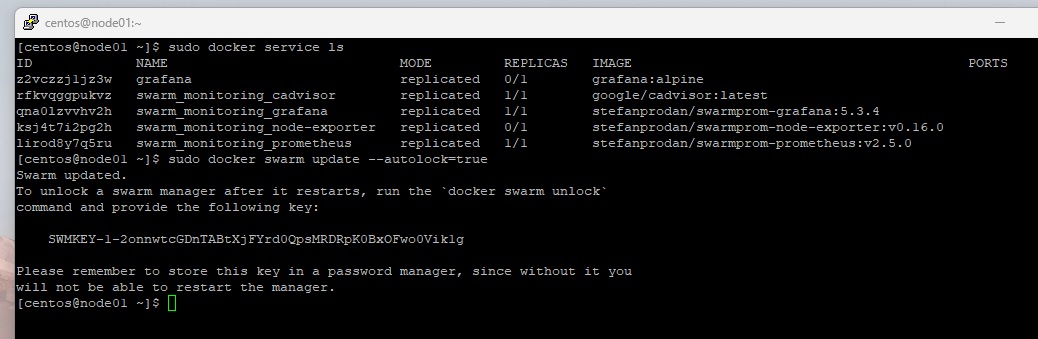 centos@node01:~
[centos@node01 ~]$ sudo docker service ls
ID NAME MODE REPLICAS IMAGE PORTS
z2vczzjljz3w grafana replicated 0/1 grafana:alpine
rfkvqggpukvz swarm_monitoring_cadvisor replicated 1/1 google/cadvisor:latest
qna0lzvvhv2h swarm_monitoring_grafana replicated 1/1 stefanprodan/swarmprom-grafana:5.3.4
ksj4t7i2pg2h swarm_monitoring_node-exporter replicated 0/1 stefanprodan/swarmprom-node-exporter:v0.16.0
lirod8y7q5ru swarm_monitoring_prometheus replicated 1/1 stefanprodan/swarmprom-prometheus:v2.5.0
[centos@node01 ~]$ sudo docker swarm update --autolock=true
Swarm updated.
To unlock a swarm manager after it restarts, run the `docker swarm unlock`
command and provide the following key:
SWMKEY-1-2onnwtcGDnTABtXjFYrd0QpsMRDRpK0BxOFwo0Vik1g
Please remember to store this key in a password manager, since without it you
will not be able to restart the manager.
[centos@node01 ~]$